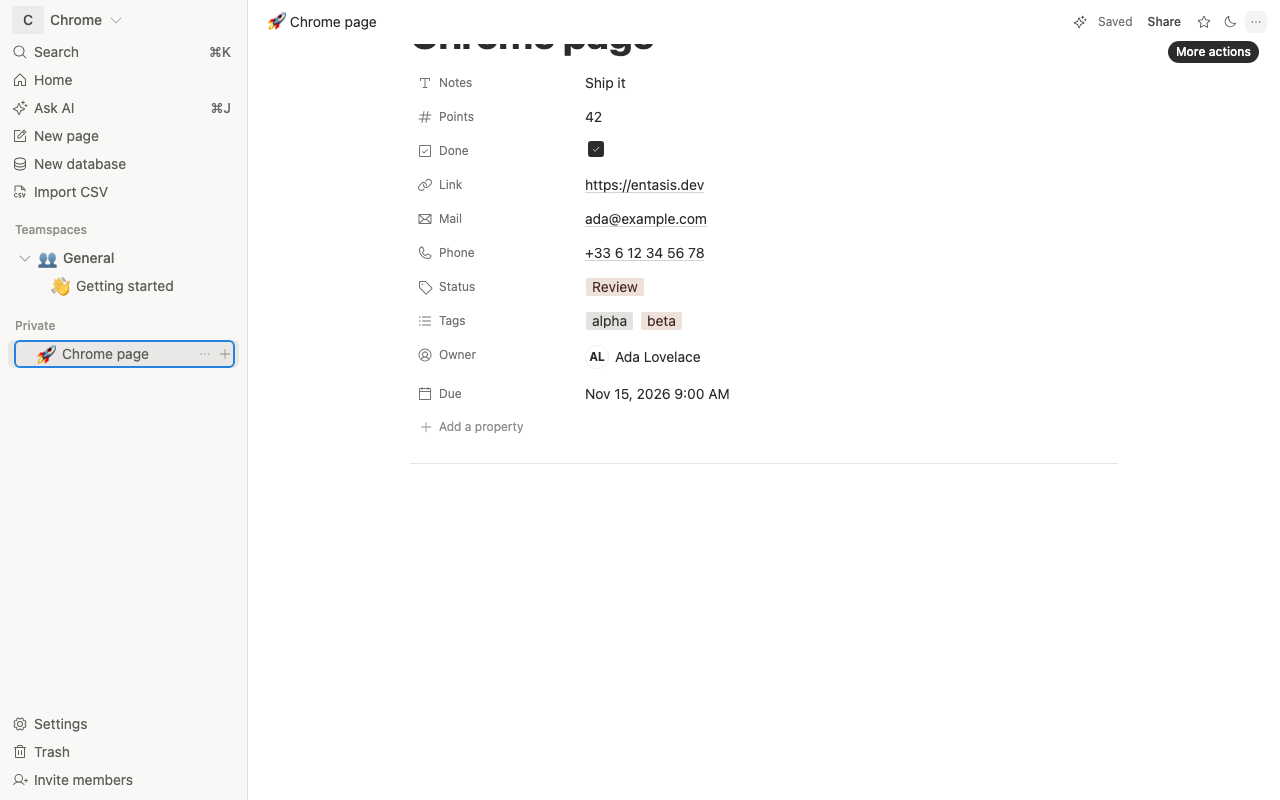 C Chrome
Search ⌘K
Home
Ask AI ⌘J
New page
New database
Import CSV
Teamspaces
General
Getting started
Private
Chrome page
Settings
Trash
Invite members
Chrome page
Saved Share
More actions
Chrome page
Notes Ship it
Points 42
Done
Link https://entasis.dev
Mail ada@example.com
Phone +33 6 12 34 56 78
Status Review
Tags alpha beta
Owner AL Ada Lovelace
Due Nov 15, 2026 9:00 AM
Add a property